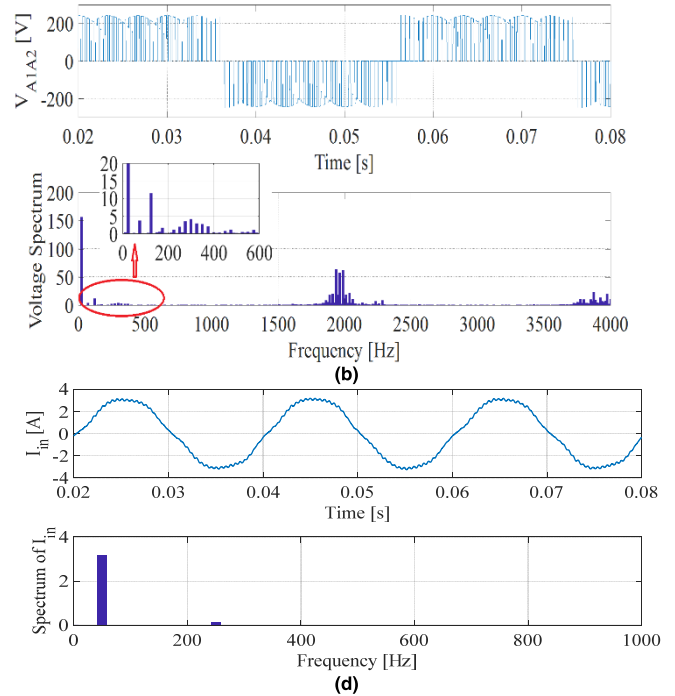 V_A1A2 [V]
200
0
-200
0.02 0.03 0.04 0.05 0.06 0.07 0.08
Time [s]
Voltage Spectrum
200
150
100
50
0
20
15
10
5
0
0 200 400 600
0 500 1000 1500 2000 2500 3000 3500 4000
Frequency [Hz]
(b)
I_in [A]
4
2
0
-2
-4
0.02 0.03 0.04 0.05 0.06 0.07 0.08
Time [s]
Spectrum of I_in
4
2
0
0 200 400 600 800 1000
Frequency [Hz]
(d)